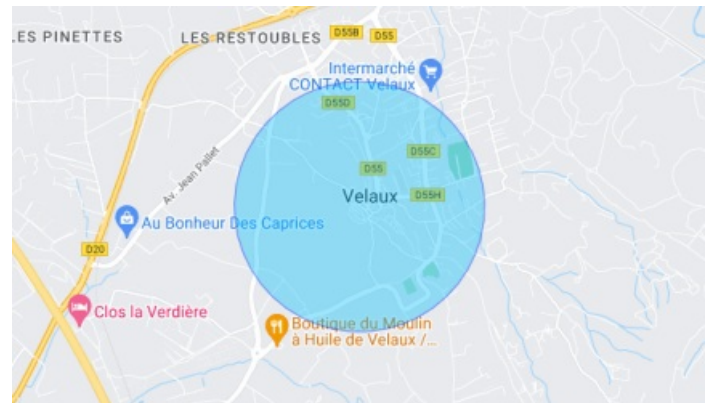 LES PINETTES
LES RESTOUBLES
D55B
D55
Intermarché
CONTACT Velaux
D55D
D55C
D55
Av. Jean Pallet
Velaux
D55H
Au Bonheur Des Caprices
D20
Clos la Verdière
Boutique du Moulin
à Huile de Velaux /...